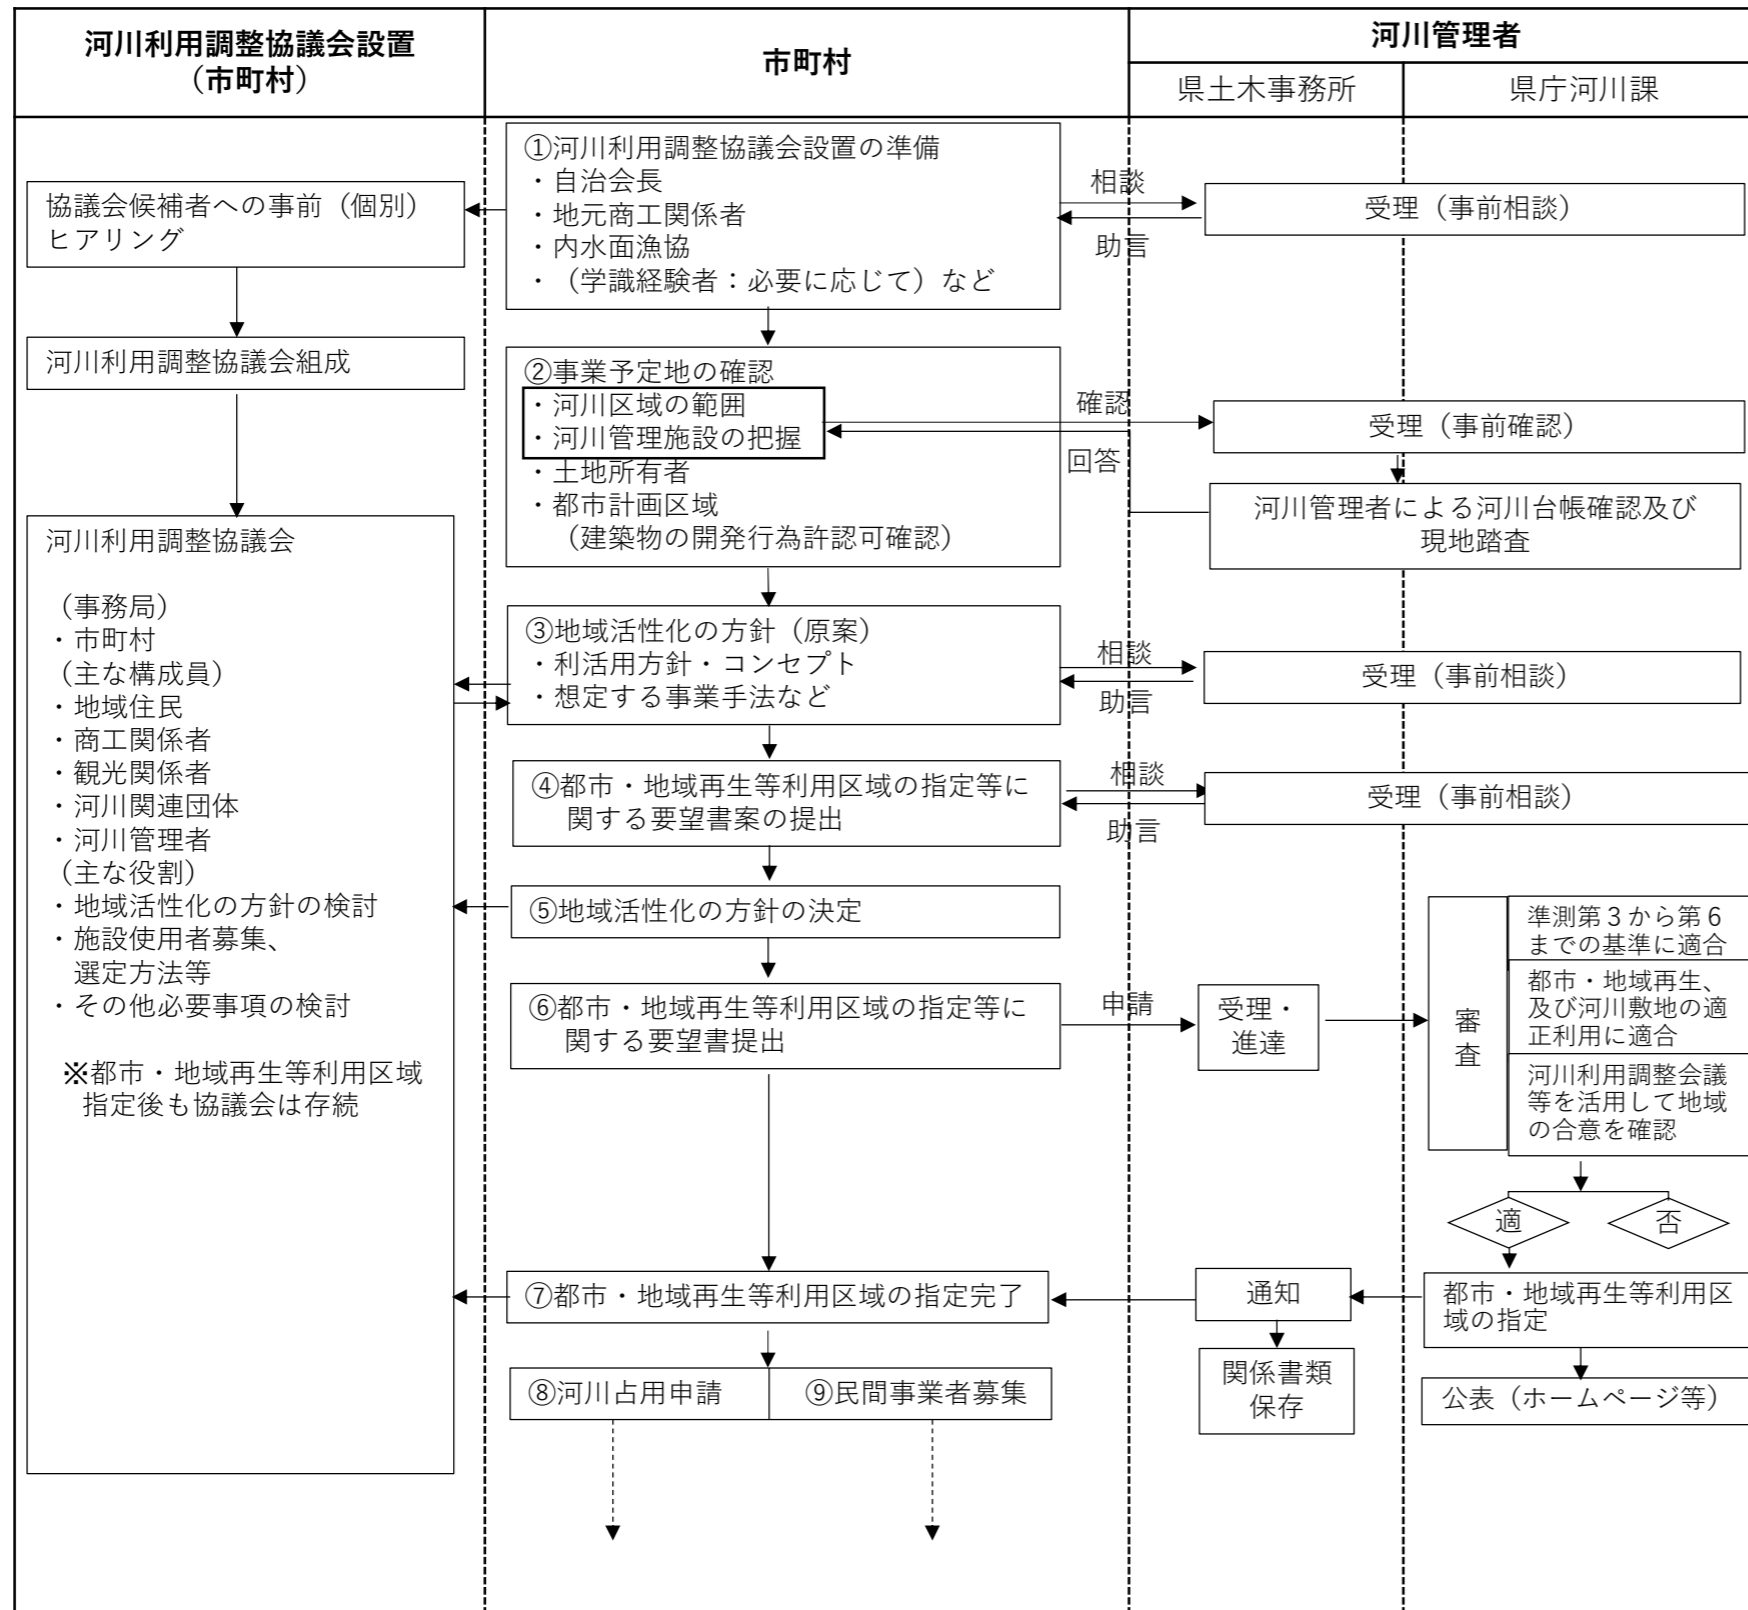 河川利用調整協議会設置
（市町村）
市町村
河川管理者
県土木事務所
県庁河川課
①河川利用調整協議会設置の準備
・自治会長
・地元商工関係者
・内水面漁協
・（学識経験者：必要に応じて）など
相談
助言
受理（事前相談）
協議会候補者への事前（個別）
ヒアリング
河川利用調整協議会組成
②事業予定地の確認
・河川区域の範囲
・河川管理施設の把握
・土地所有者
・都市計画区域
（建築物の開発行為許認可確認）
確認
回答
受理（事前確認）
河川管理者による河川台帳確認及び
現地踏査
河川利用調整協議会
（事務局）
・市町村
（主な構成員）
・地域住民
・商工関係者
・観光関係者
・河川関連団体
・河川管理者
（主な役割）
・地域活性化の方針の検討
・施設使用者募集、
選定方法等
・その他必要事項の検討
※都市・地域再生等利用区域
指定後も協議会は存続
③地域活性化の方針（原案）
・利活用方針・コンセプト
・想定する事業手法など
相談
助言
受理（事前相談）
④都市・地域再生等利用区域の指定等に
関する要望書案の提出
相談
助言
受理（事前相談）
⑤地域活性化の方針の決定
⑥都市・地域再生等利用区域の指定等に
関する要望書提出
申請
受理・
進達
審査
準測第３から第６
までの基準に適合
都市・地域再生、
及び河川敷地の適
正利用に適合
河川利用調整会議
等を活用して地域
の合意を確認
適
否
⑦都市・地域再生等利用区域の指定完了
通知
都市・地域再生等利用区
域の指定
⑧河川占用申請
⑨民間事業者募集
関係書類
保存
公表（ホームページ等）